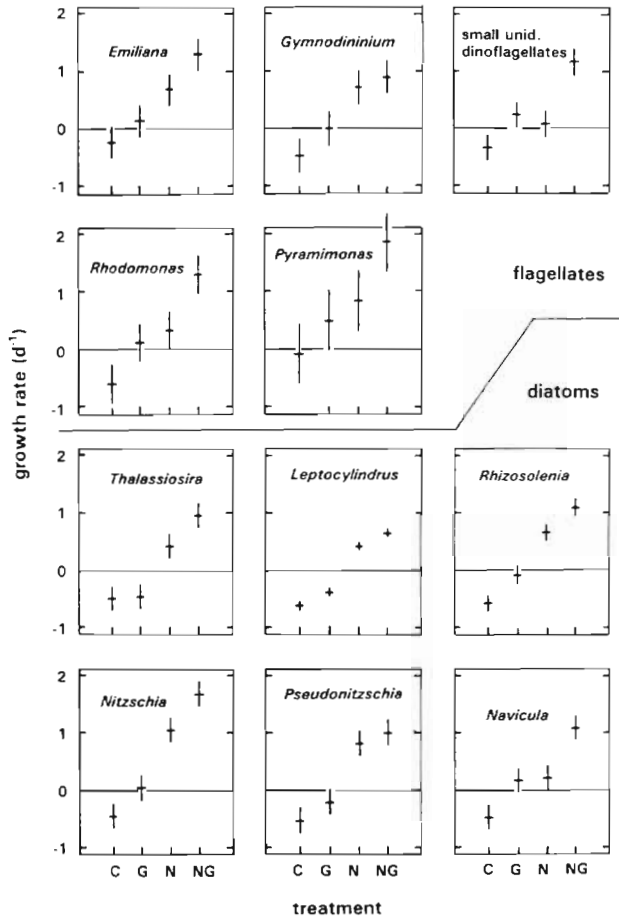 Emiliana
Gymnodininium
small unid.
dinoflagellates
2
1
0
-1
Rhodomonas
Pyramimonas
flagellates
2
1
0
-1
diatoms
growth rate (d-1)
Thalassiosira
Leptocylindrus
Rhizosolenia
2
1
0
-1
Nitzschia
Pseudonitzschia
Navicula
2
1
0
-1
C G N NG C G N NG C G N NG
treatment